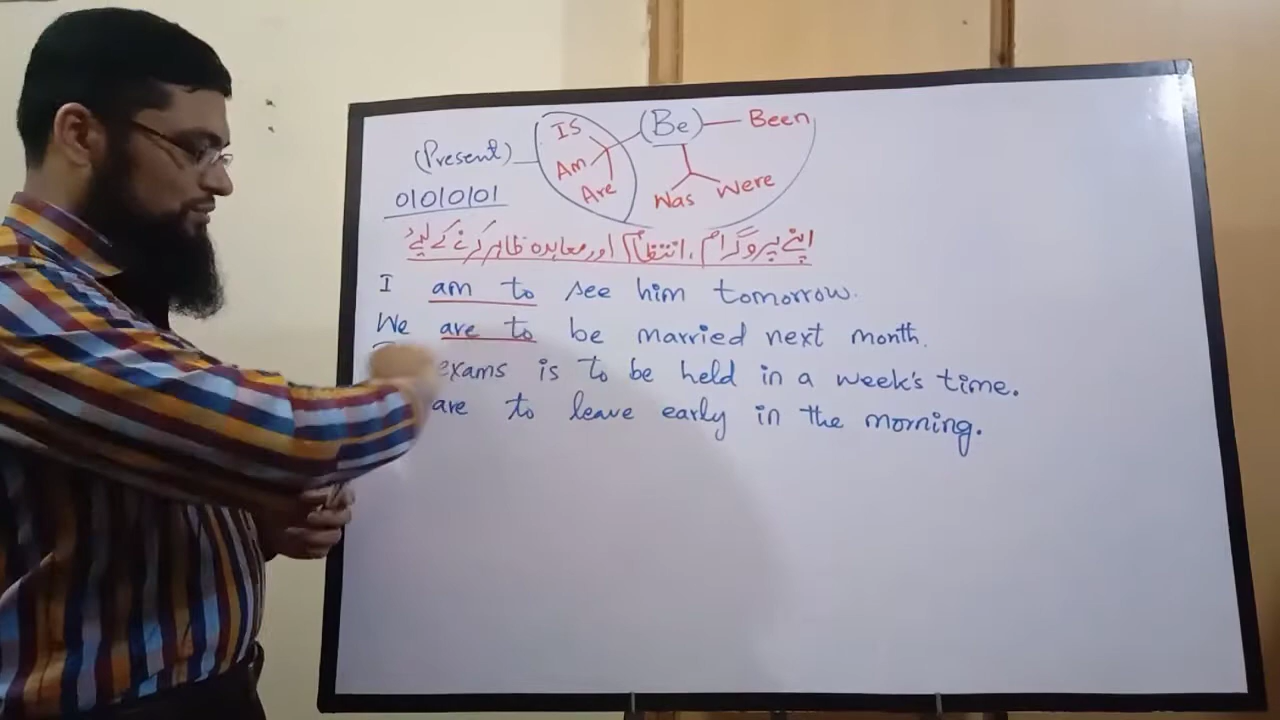 IS (Be) Been
(Present) Am Are Was Were
01010101
اپنے پروگرام، انتظام اور معاہدہ ظاہر کرنے کے لیے
I am to see him tomorrow.
We are to be married next month.
exams is to be held in a week's time.
are to leave early in the morning.